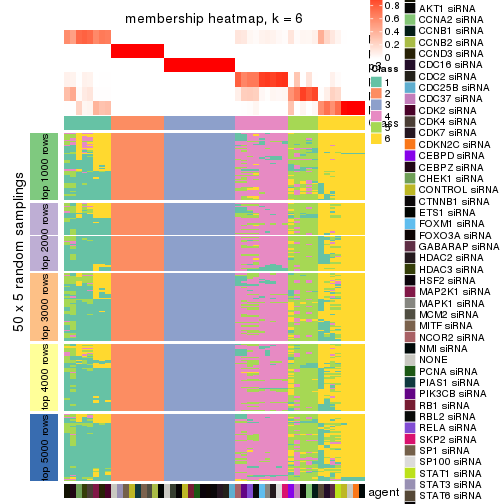 membership heatmap, k = 6
50 x 5 random samplings
top 1000 rows
top 2000 rows
top 3000 rows
top 4000 rows
top 5000 rows
0.8
0.6
0.4
0.2
0
Class
1
2
3
4
5
6
agent
AKT1 siRNA
CCNA2 siRNA
CCNB1 siRNA
CCNB2 siRNA
CCND3 siRNA
CDC16 siRNA
CDC2 siRNA
CDC25B siRNA
CDC37 siRNA
CDK2 siRNA
CDK4 siRNA
CDK7 siRNA
CDKN2C siRNA
CEBPD siRNA
CEBPZ siRNA
CHEK1 siRNA
CONTROL siRNA
CTNNB1 siRNA
ETS1 siRNA
FOXM1 siRNA
FOXO3A siRNA
GABARAP siRNA
HDAC2 siRNA
HDAC3 siRNA
HSF2 siRNA
MAP2K1 siRNA
MAPK1 siRNA
MCM2 siRNA
MITF siRNA
NCOR2 siRNA
NMI siRNA
NONE
PCNA siRNA
PIAS1 siRNA
PIK3CB siRNA
RB1 siRNA
RBL2 siRNA
RELA siRNA
SKP2 siRNA
SP1 siRNA
SP100 siRNA
STAT1 siRNA
STAT3 siRNA
STAT6 siRNA